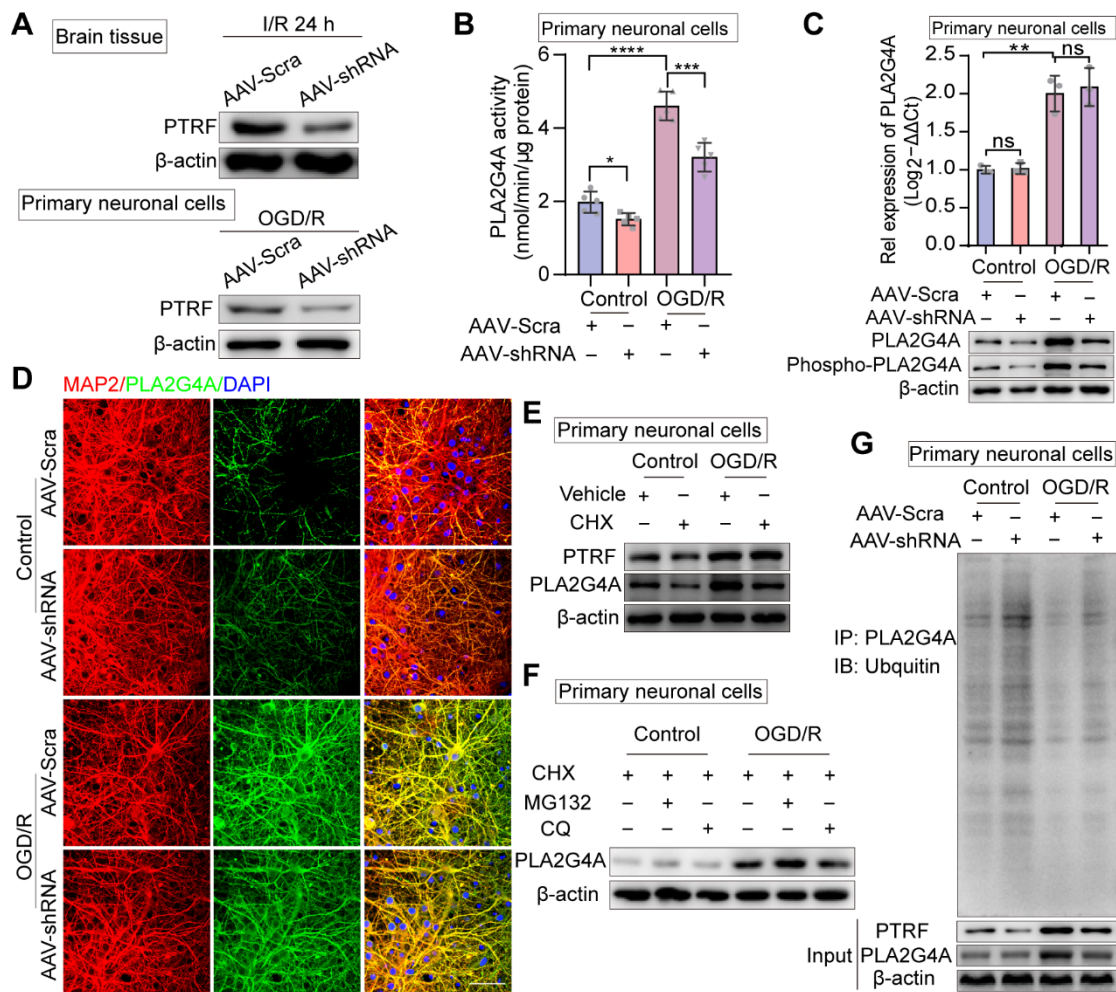 A
Brain tissue
I/R 24 h
AAV-Scra
AAV-shRNA
PTRF
β-actin
Primary neuronal cells
OGD/R
AAV-Scra
AAV-shRNA
PTRF
β-actin
B
Primary neuronal cells
PLA2G4A activity
(nmol/min/μg protein)
6
4
2
0
****
***
*
Control
OGD/R
AAV-Scra + − + −
AAV-shRNA − + − +
C
Primary neuronal cells
Rel expression of PLA2G4A
(Log2−ΔΔCt)
2.5
2.0
1.5
1.0
0.5
0.0
**
ns
ns
Control
OGD/R
AAV-Scra + − + −
AAV-shRNA − + − +
PLA2G4A
Phospho-PLA2G4A
β-actin
D
MAP2/PLA2G4A/DAPI
Control
AAV-Scra
AAV-shRNA
OGD/R
AAV-Scra
AAV-shRNA
E
Primary neuronal cells
Control OGD/R
Vehicle + − + −
CHX − + − +
PTRF
PLA2G4A
β-actin
F
Primary neuronal cells
Control OGD/R
CHX + + + + + +
MG132 − + − − + −
CQ − − + − − +
PLA2G4A
β-actin
G
Primary neuronal cells
Control OGD/R
AAV-Scra + − + −
AAV-shRNA − + − +
IP: PLA2G4A
IB: Ubquitin
Input
PTRF
PLA2G4A
β-actin